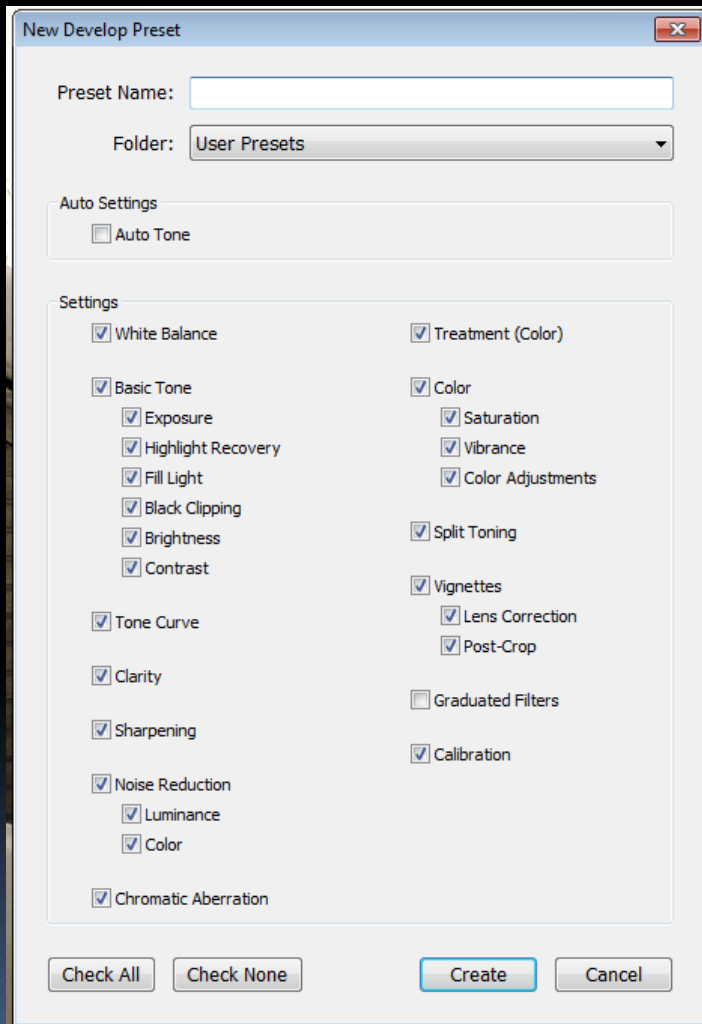 New Develop Preset
Preset Name:
Folder: User Presets
Auto Settings
Auto Tone
Settings
White Balance
Basic Tone
Exposure
Highlight Recovery
Fill Light
Black Clipping
Brightness
Contrast
Tone Curve
Clarity
Sharpening
Noise Reduction
Luminance
Color
Chromatic Aberration
Treatment (Color)
Color
Saturation
Vibrance
Color Adjustments
Split Toning
Vignettes
Lens Correction
Post-Crop
Graduated Filters
Calibration
Check All Check None Create Cancel